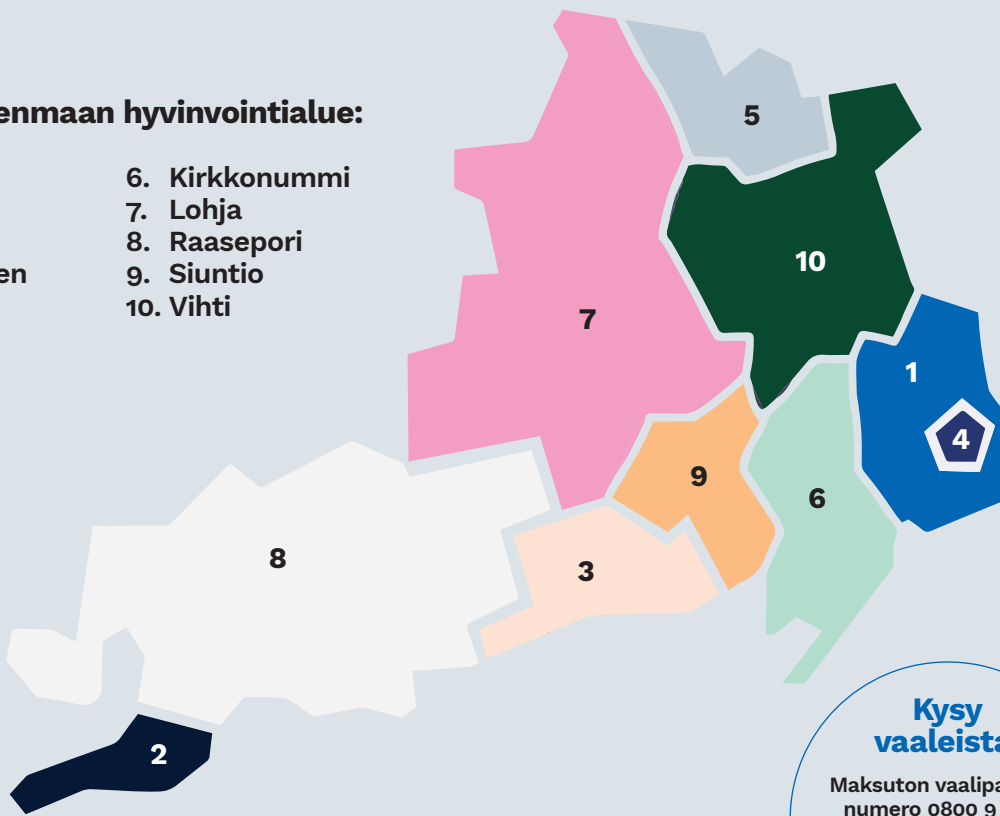 enmaan hyvinvointialue:
6. Kirkkonummi
7. Lohja
8. Raasepori
en
9. Siuntio
10. Vihti
5
10
7
1
4
9
6
8
3
2
Kysy
vaaleista
Maksuton vaalipa
numero 0800 9